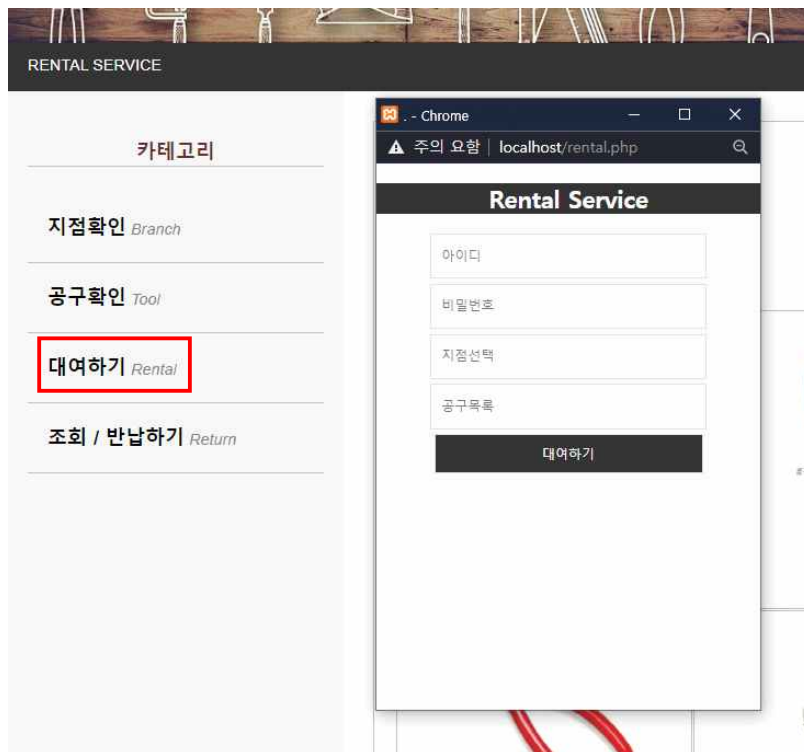 RENTAL SERVICE
카테고리
지점확인 Branch
공구확인 Tool
대여하기 Rental
조회 / 반납하기 Return
. - Chrome
주의 요함 | localhost/rental.php
Rental Service
아이디
비밀번호
지점선택
공구목록
대여하기